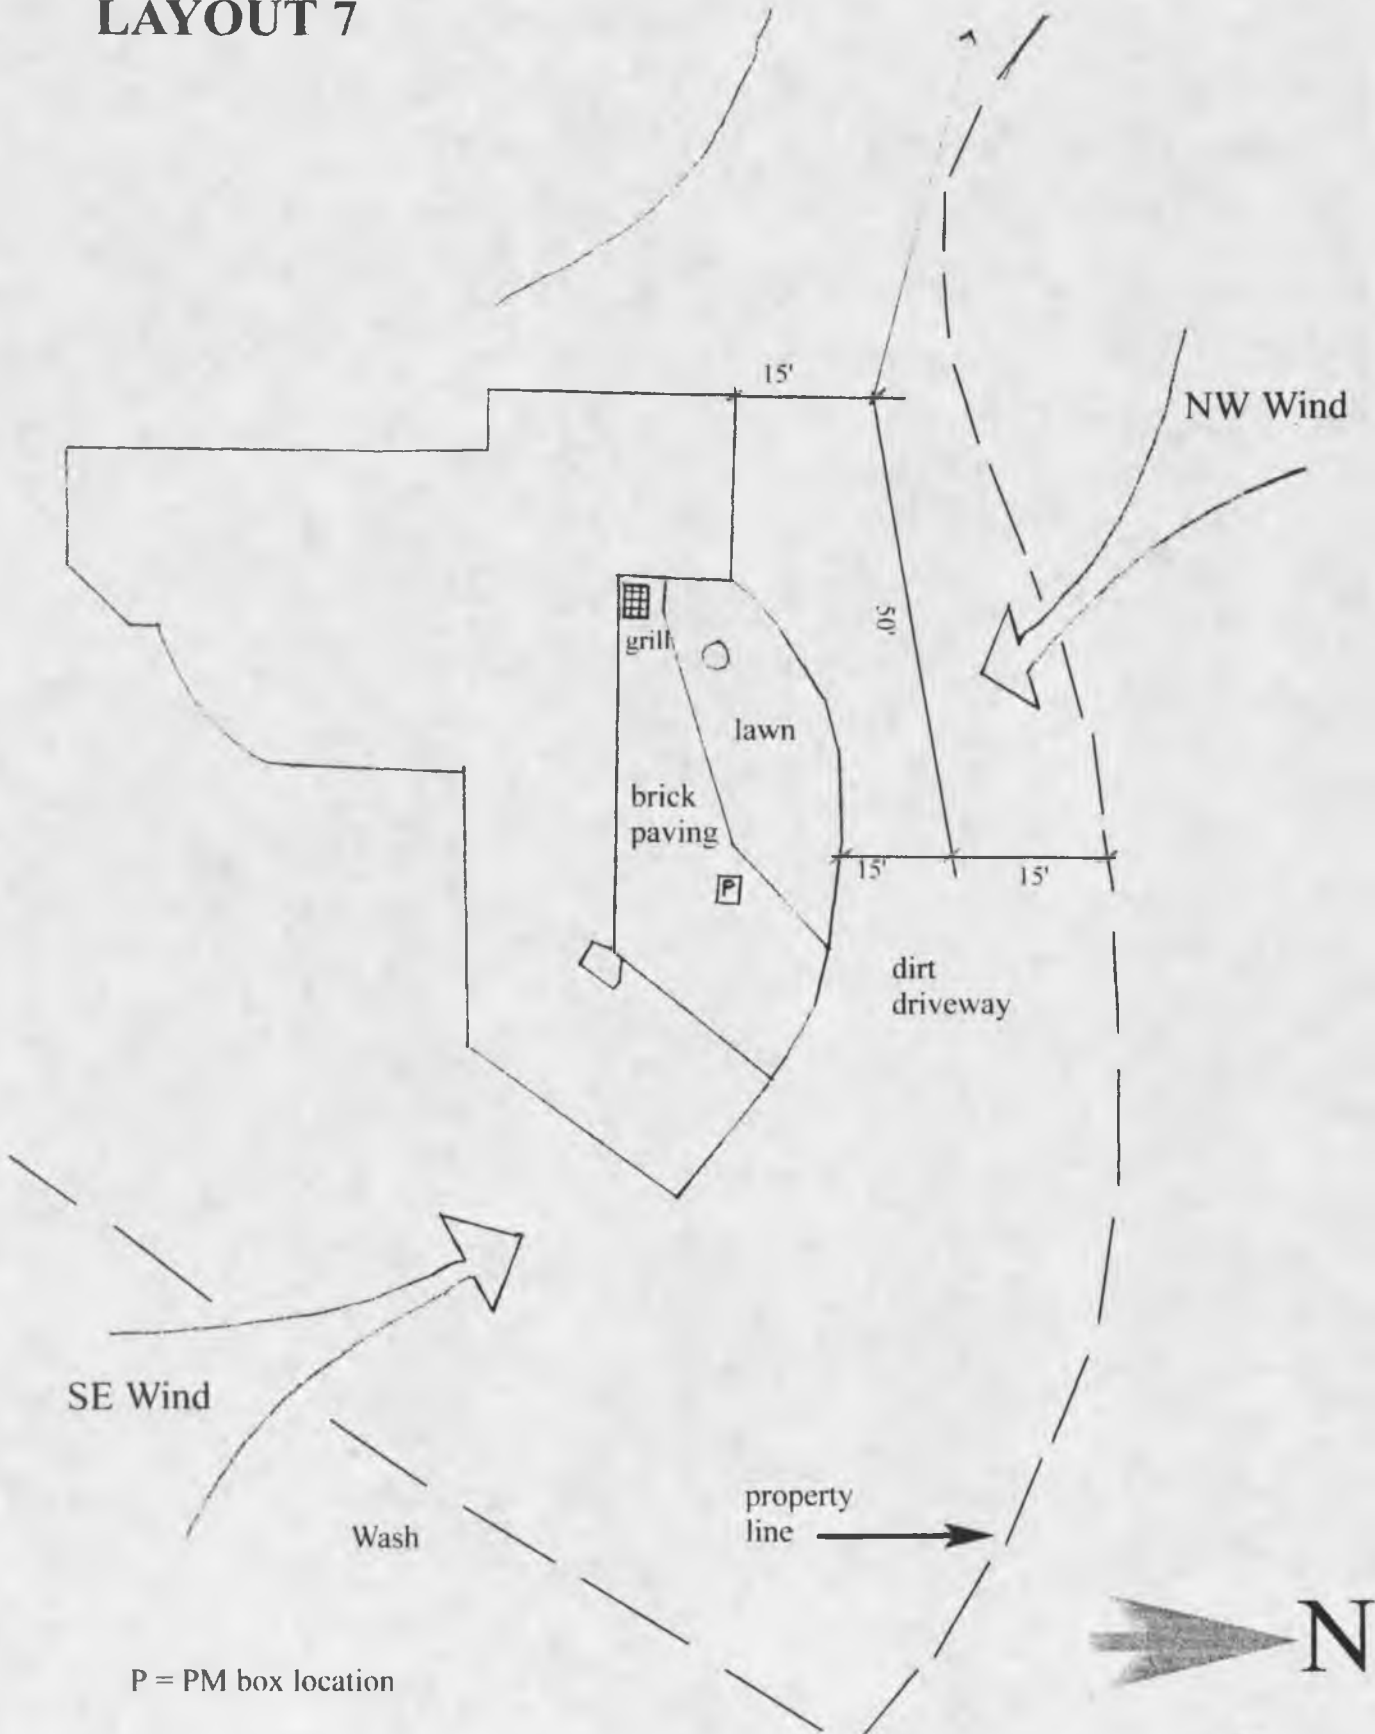 LAYOUT 7
15'
NW Wind
50'
grill
lawn
brick
paving
P
15'
15'
dirt
driveway
SE Wind
property
line
Wash
N
P = PM box location